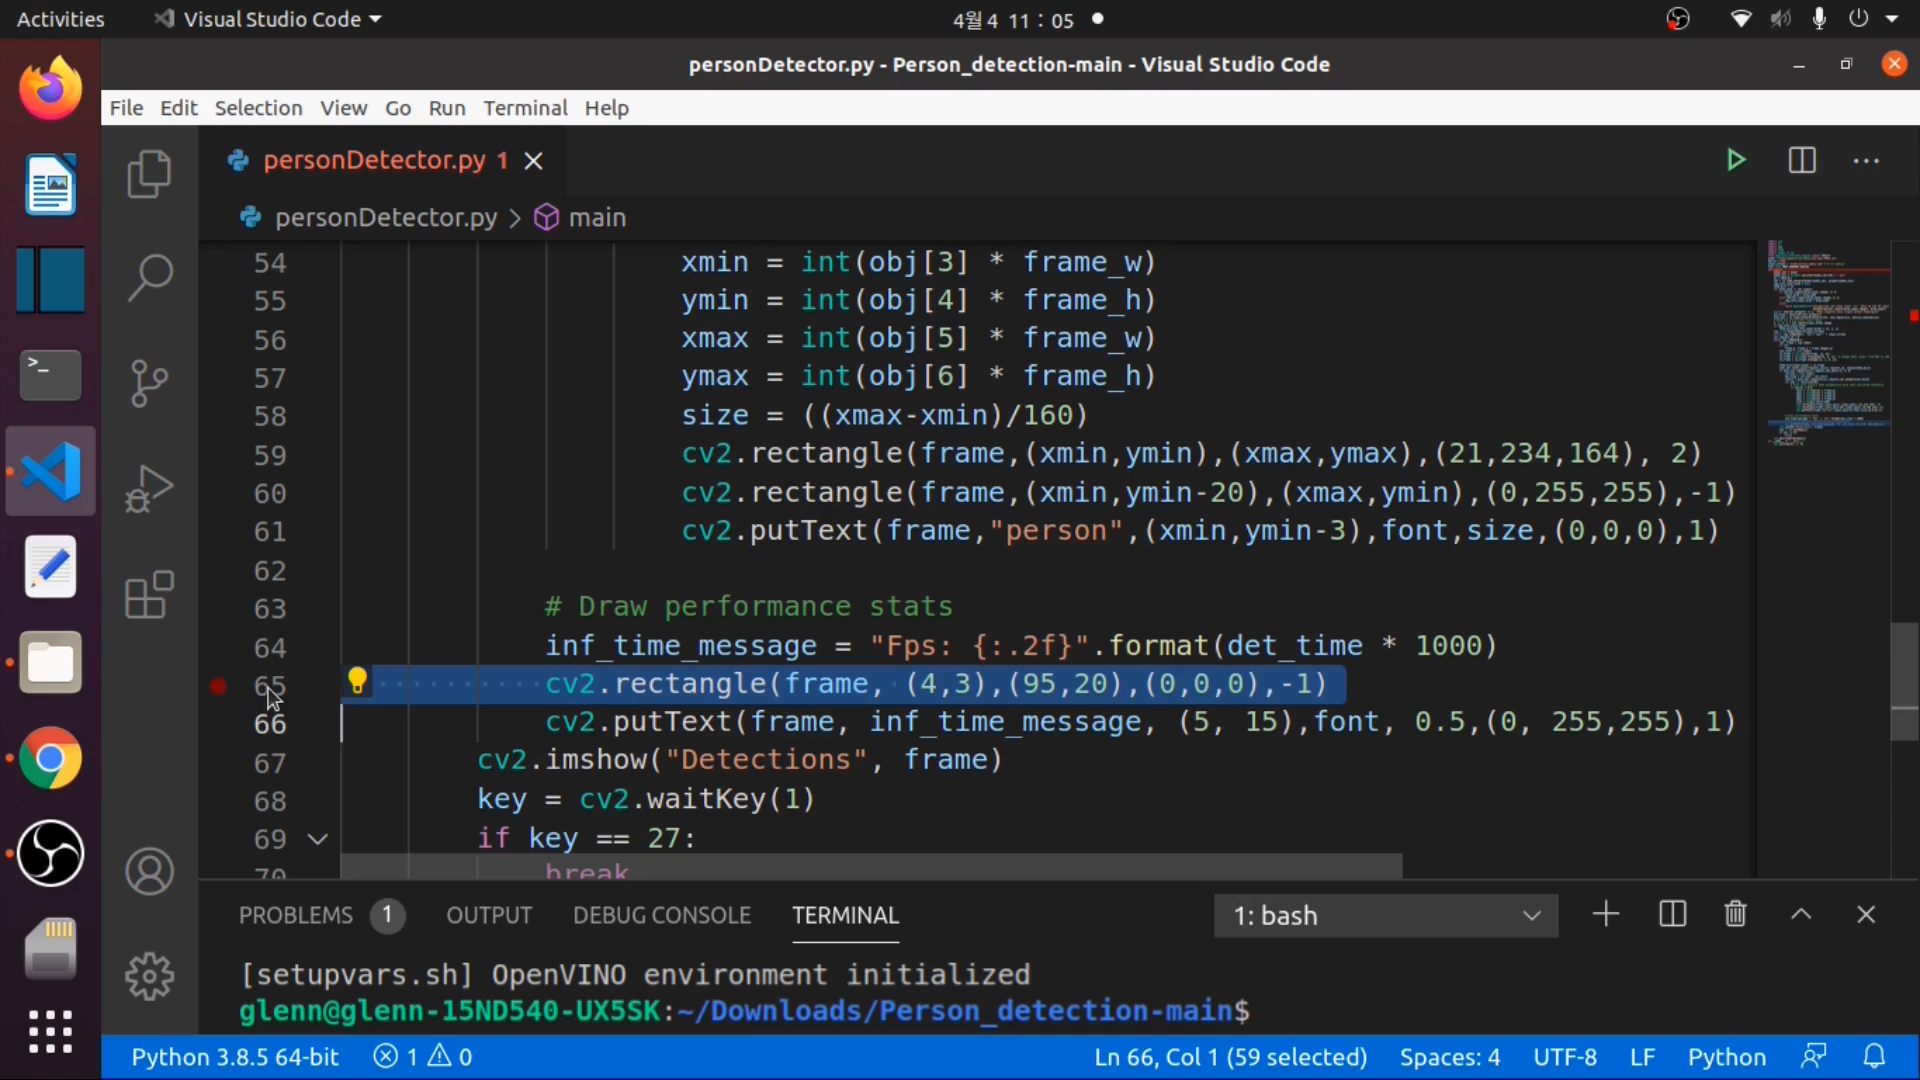 Activities Visual Studio Code 4월 4 11 : 05
personDetector.py - Person_detection-main - Visual Studio Code
File Edit Selection View Go Run Terminal Help
personDetector.py 1
personDetector.py > main
54 xmin = int(obj[3] * frame_w)
55 ymin = int(obj[4] * frame_h)
56 xmax = int(obj[5] * frame_w)
57 ymax = int(obj[6] * frame_h)
58 size = ((xmax-xmin)/160)
59 cv2.rectangle(frame,(xmin,ymin),(xmax,ymax),(21,234,164), 2)
60 cv2.rectangle(frame,(xmin,ymin-20),(xmax,ymin),(0,255,255),-1)
61 cv2.putText(frame,"person",(xmin,ymin-3),font,size,(0,0,0),1)
62
63 # Draw performance stats
64 inf_time_message = "Fps: {:.2f}".format(det_time * 1000)
65 cv2.rectangle(frame, (4,3),(95,20),(0,0,0),-1)
66 cv2.putText(frame, inf_time_message, (5, 15),font, 0.5,(0, 255,255),1)
67 cv2.imshow("Detections", frame)
68 key = cv2.waitKey(1)
69 if key == 27:
70 break
PROBLEMS 1 OUTPUT DEBUG CONSOLE TERMINAL 1: bash
[setupvars.sh] OpenVINO environment initialized
glenn@glenn-15ND540-UX5SK:~/Downloads/Person_detection-main$
Python 3.8.5 64-bit 1 0 Ln 66, Col 1 (59 selected) Spaces: 4 UTF-8 LF Python